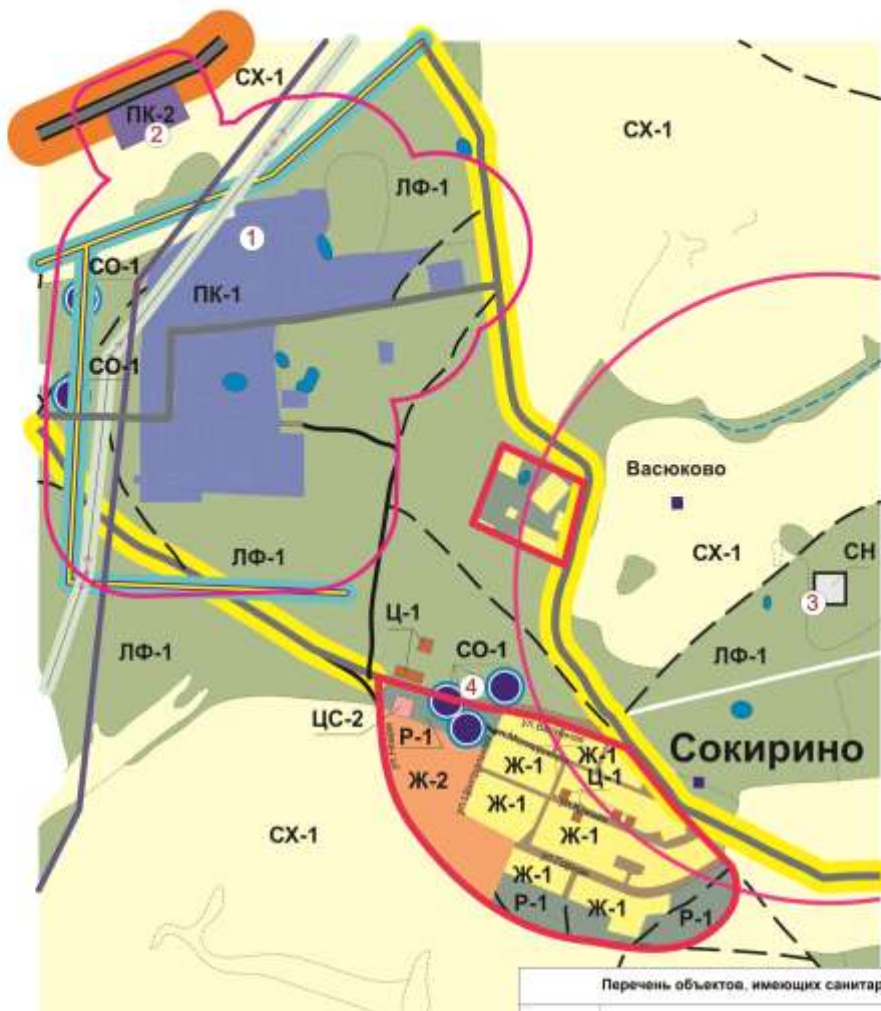 СХ-1
ПК-2
2
СХ-1
ЛФ-1
1
СО-1
ПК-1
СО-1
Васюково
СХ-1
СН
ЛФ-1
3
Ц-1
СО-1
ЛФ-1
ЛФ-1
4
ЦС-2
Р-1
Ж-1
Сокирино
Ж-2
Ж-1
Ц-1
Ж-1
СХ-1
Ж-1
Ж-1
Р-1
Ж-1
Р-1
Перечень объектов, имеющих санитар